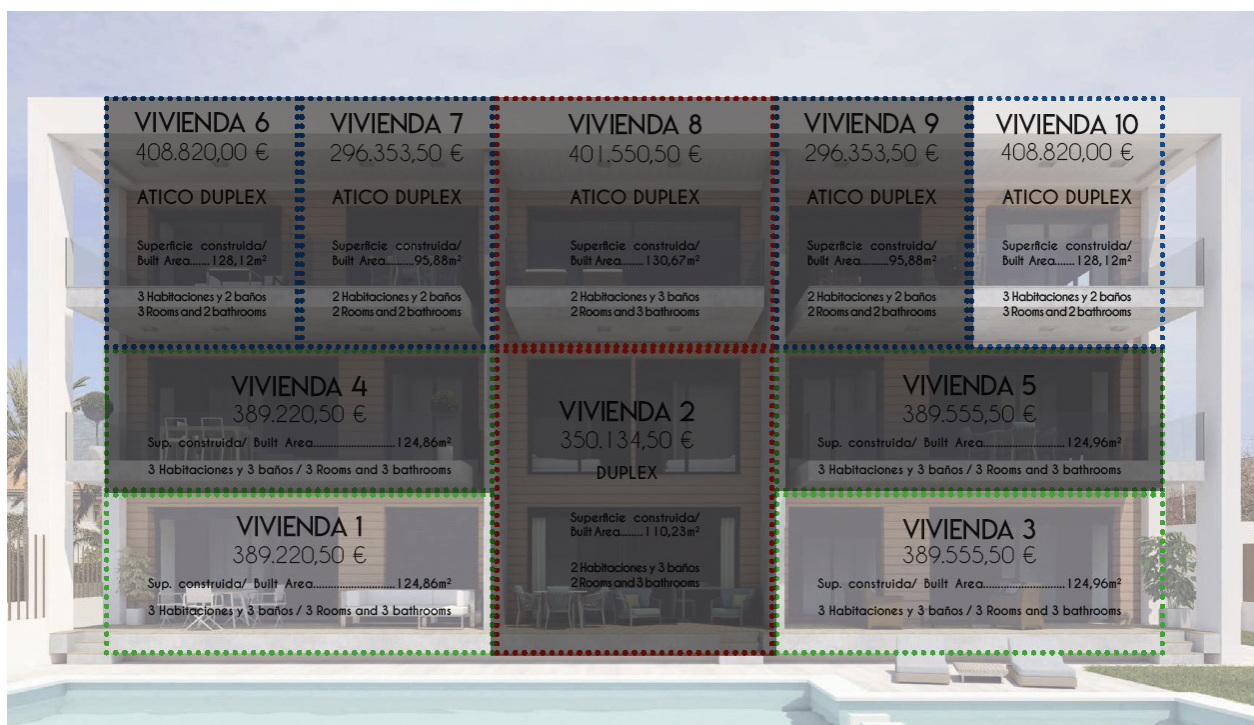 VIVIENDA 6
408.820,00 €
ATICO DUPLEX
Superficie construida/
Built Area......128,12m²
3 Habitaciones y 2 baños
3 Rooms and 2 bathrooms
VIVIENDA 7
296.353,50 €
ATICO DUPLEX
Superficie construida/
Built Area........95,88m²
2 Habitaciones y 2 baños
2 Rooms and 2 bathrooms
VIVIENDA 8
401.550,50 €
ATICO DUPLEX
Superficie construida/
Built Area.......130,67m²
2 Habitaciones y 3 baños
2 Rooms and 3 bathrooms
VIVIENDA 9
296.353,50 €
ATICO DUPLEX
Superficie construida/
Built Area........95,88m²
2 Habitaciones y 2 baños
2 Rooms and 2 bathrooms
VIVIENDA 10
408.820,00 €
ATICO DUPLEX
Superficie construida/
Built Area......128,12m²
3 Habitaciones y 2 baños
3 Rooms and 2 bathrooms
VIVIENDA 4
389.220,50 €
Sup. construida/ Built Area..........................124,86m²
3 Habitaciones y 3 baños / 3 Rooms and 3 bathrooms
VIVIENDA 2
350.134,50 €
DUPLEX
Superficie construida/
Built Area.......110,23m²
2 Habitaciones y 3 baños
2 Rooms and 3 bathrooms
VIVIENDA 5
389.555,50 €
Sup. construida/ Built Area..........................124,96m²
3 Habitaciones y 3 baños / 3 Rooms and 3 bathrooms
VIVIENDA 1
389.220,50 €
Sup. construida/ Built Area..........................124,86m²
3 Habitaciones y 3 baños / 3 Rooms and 3 bathrooms
VIVIENDA 3
389.555,50 €
Sup. construida/ Built Area..........................124,96m²
3 Habitaciones y 3 baños / 3 Rooms and 3 bathrooms